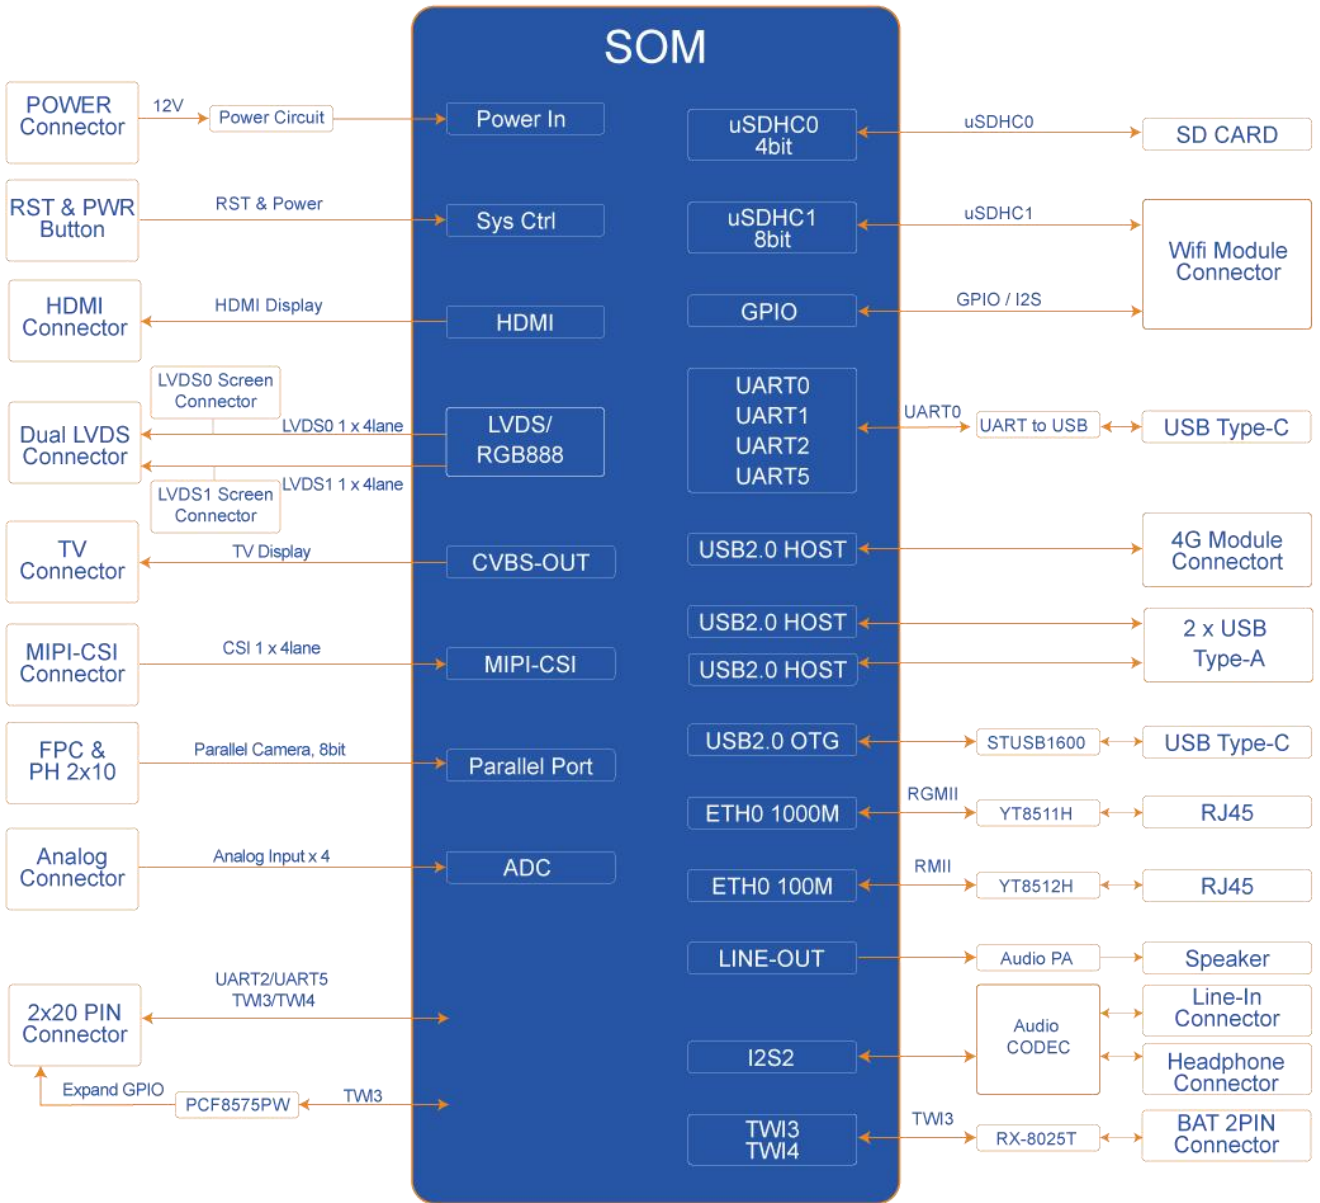 SOM
POWER
Connector
12V
Power Circuit
Power In
RST & PWR
Button
RST & Power
Sys Ctrl
HDMI
Connector
HDMI Display
HDMI
LVDS0 Screen
Connector
Dual LVDS
Connector
LVDS0 1 x 4lane
LVDS1 1 x 4lane
LVDS1 Screen
Connector
LVDS/
RGB888
TV
Connector
TV Display
CVBS-OUT
MIPI-CSI
Connector
CSI 1 x 4lane
MIPI-CSI
FPC &
PH 2x10
Parallel Camera, 8bit
Parallel Port
Analog
Connector
Analog Input x 4
ADC
2x20 PIN
Connector
UART2/UART5
TWI3/TWI4
Expand GPIO
PCF8575PW
TWI3
uSDHC0
4bit
uSDHC0
SD CARD
uSDHC1
8bit
uSDHC1
Wifi Module
Connector
GPIO
GPIO / I2S
UART0
UART1
UART2
UART5
UART0
UART to USB
USB Type-C
USB2.0 HOST
4G Module
Connectort
USB2.0 HOST
USB2.0 HOST
2 x USB
Type-A
USB2.0 OTG
STUSB1600
USB Type-C
ETH0 1000M
RGMII
YT8511H
RJ45
ETH0 100M
RMII
YT8512H
RJ45
LINE-OUT
Audio PA
Speaker
I2S2
Audio
CODEC
Line-In
Connector
Headphone
Connector
TWI3
TWI4
TWI3
RX-8025T
BAT 2PIN
Connector